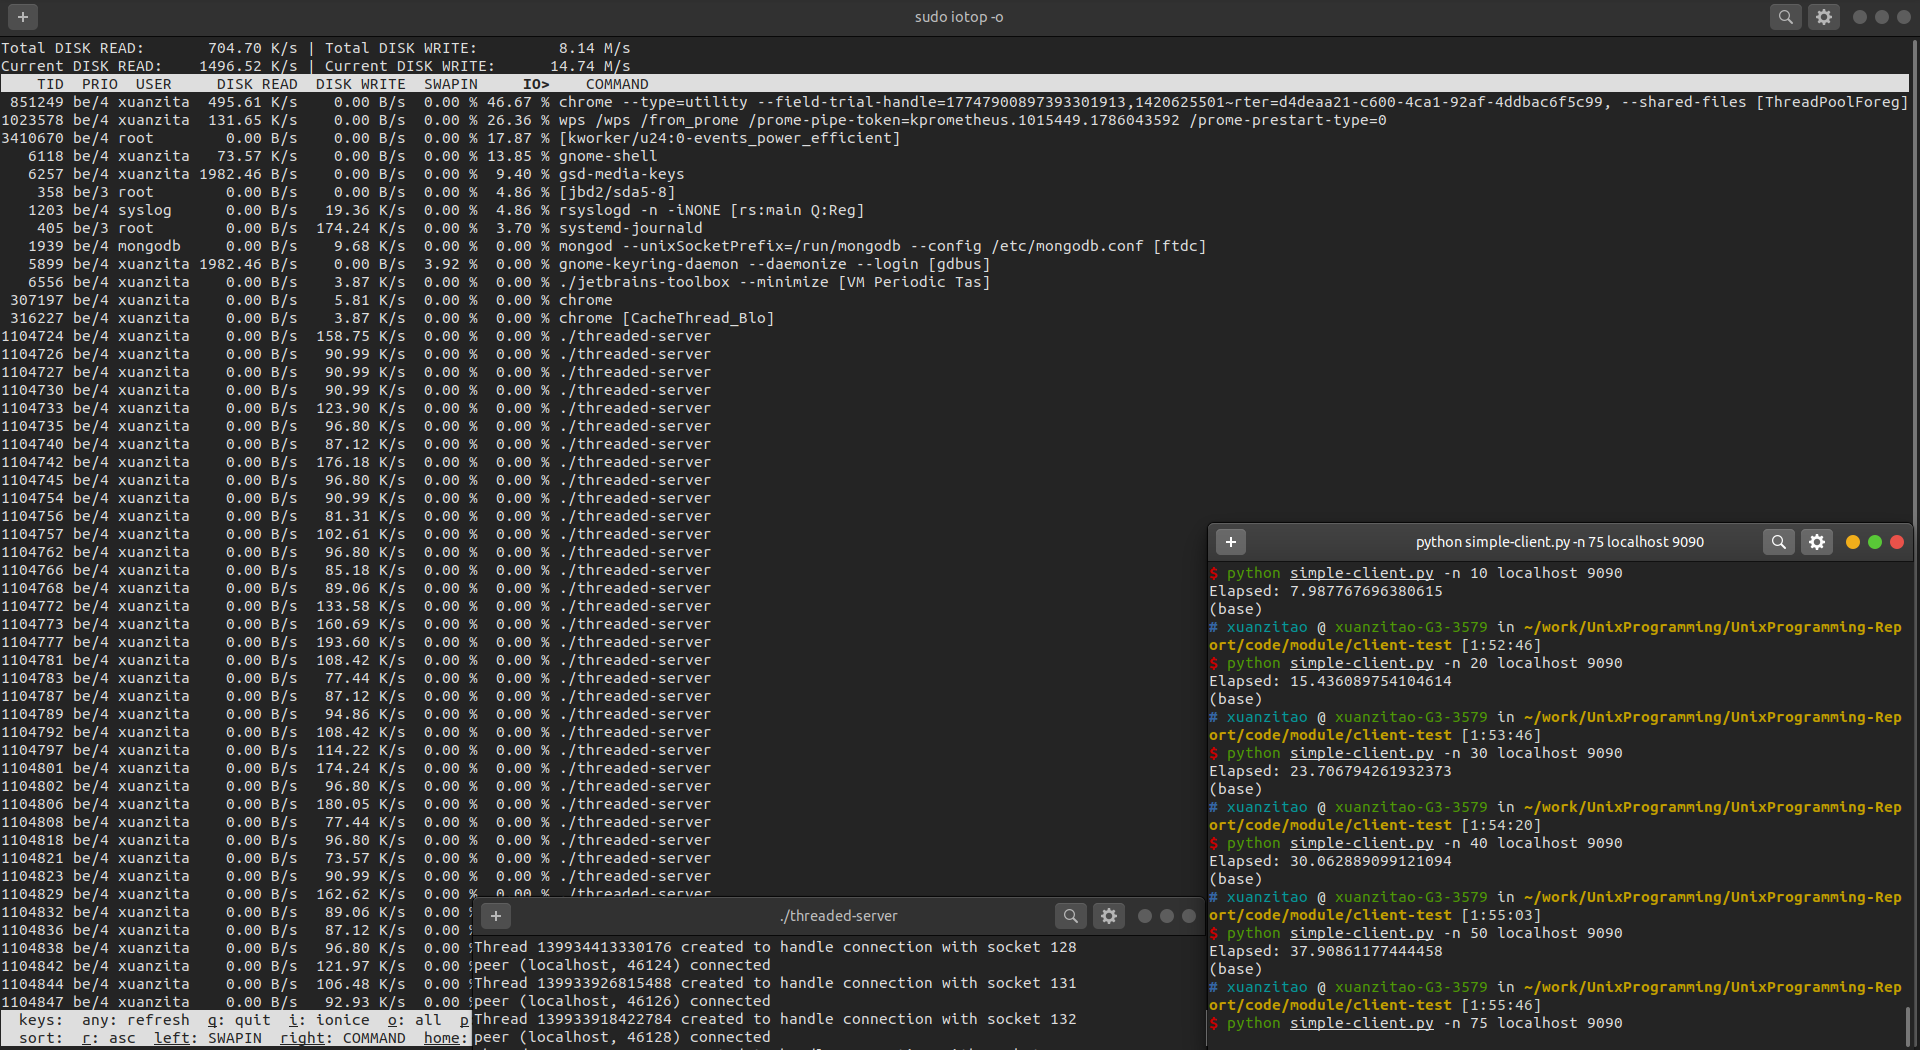 sudo iotop -o
Total DISK READ:       704.70 K/s | Total DISK WRITE:         8.14 M/s
Current DISK READ:    1496.52 K/s | Current DISK WRITE:      14.74 M/s
TID  PRIO  USER     DISK READ  DISK WRITE  SWAPIN     IO>    COMMAND
851249 be/4 xuanzita  495.61 K/s    0.00 B/s  0.00 % 46.67 % chrome --type=utility --field-trial-handle=17747900897393301913,1420625501~rter=d4deaa21-c600-4ca1-92af-4ddbac6f5c99, --shared-files [ThreadPoolForeg]
1023578 be/4 xuanzita  131.65 K/s    0.00 B/s  0.00 % 26.36 % wps /wps /from_prome /prome-pipe-token=kprometheus.1015449.1786043592 /prome-prestart-type=0
3410670 be/4 root        0.00 B/s    0.00 B/s  0.00 % 17.87 % [kworker/u24:0-events_power_efficient]
6118 be/4 xuanzita   73.57 K/s    0.00 B/s  0.00 % 13.85 % gnome-shell
6257 be/4 xuanzita 1982.46 B/s    0.00 B/s  0.00 %  9.40 % gsd-media-keys
358 be/3 root        0.00 B/s    0.00 B/s  0.00 %  4.86 % [jbd2/sda5-8]
1203 be/4 syslog      0.00 B/s   19.36 K/s  0.00 %  4.86 % rsyslogd -n -iNONE [rs:main Q:Reg]
405 be/3 root        0.00 B/s  174.24 K/s  0.00 %  3.70 % systemd-journald
1939 be/4 mongodb     0.00 B/s    9.68 K/s  0.00 %  0.00 % mongod --unixSocketPrefix=/run/mongodb --config /etc/mongodb.conf [ftdc]
5899 be/4 xuanzita 1982.46 B/s    0.00 B/s  3.92 %  0.00 % gnome-keyring-daemon --daemonize --login [gdbus]
6556 be/4 xuanzita    0.00 B/s    3.87 K/s  0.00 %  0.00 % ./jetbrains-toolbox --minimize [VM Periodic Tas]
307197 be/4 xuanzita    0.00 B/s    5.81 K/s  0.00 %  0.00 % chrome
316227 be/4 xuanzita    0.00 B/s    3.87 K/s  0.00 %  0.00 % chrome [CacheThread_Blo]
1104724 be/4 xuanzita    0.00 B/s  158.75 K/s  0.00 %  0.00 % ./threaded-server
1104726 be/4 xuanzita    0.00 B/s   90.99 K/s  0.00 %  0.00 % ./threaded-server
1104727 be/4 xuanzita    0.00 B/s   90.99 K/s  0.00 %  0.00 % ./threaded-server
1104730 be/4 xuanzita    0.00 B/s   90.99 K/s  0.00 %  0.00 % ./threaded-server
1104733 be/4 xuanzita    0.00 B/s  123.90 K/s  0.00 %  0.00 % ./threaded-server
1104735 be/4 xuanzita    0.00 B/s   96.80 K/s  0.00 %  0.00 % ./threaded-server
1104740 be/4 xuanzita    0.00 B/s   87.12 K/s  0.00 %  0.00 % ./threaded-server
1104742 be/4 xuanzita    0.00 B/s  176.18 K/s  0.00 %  0.00 % ./threaded-server
1104745 be/4 xuanzita    0.00 B/s   96.80 K/s  0.00 %  0.00 % ./threaded-server
1104754 be/4 xuanzita    0.00 B/s   90.99 K/s  0.00 %  0.00 % ./threaded-server
1104756 be/4 xuanzita    0.00 B/s   81.31 K/s  0.00 %  0.00 % ./threaded-server
1104757 be/4 xuanzita    0.00 B/s  102.61 K/s  0.00 %  0.00 % ./threaded-server
1104762 be/4 xuanzita    0.00 B/s   96.80 K/s  0.00 %  0.00 % ./threaded-server
1104766 be/4 xuanzita    0.00 B/s   85.18 K/s  0.00 %  0.00 % ./threaded-server
1104768 be/4 xuanzita    0.00 B/s   89.06 K/s  0.00 %  0.00 % ./threaded-server
1104772 be/4 xuanzita    0.00 B/s  133.58 K/s  0.00 %  0.00 % ./threaded-server
1104773 be/4 xuanzita    0.00 B/s  160.69 K/s  0.00 %  0.00 % ./threaded-server
1104777 be/4 xuanzita    0.00 B/s  193.60 K/s  0.00 %  0.00 % ./threaded-server
1104781 be/4 xuanzita    0.00 B/s  108.42 K/s  0.00 %  0.00 % ./threaded-server
1104783 be/4 xuanzita    0.00 B/s   77.44 K/s  0.00 %  0.00 % ./threaded-server
1104787 be/4 xuanzita    0.00 B/s   87.12 K/s  0.00 %  0.00 % ./threaded-server
1104789 be/4 xuanzita    0.00 B/s   94.86 K/s  0.00 %  0.00 % ./threaded-server
1104792 be/4 xuanzita    0.00 B/s  108.42 K/s  0.00 %  0.00 % ./threaded-server
1104797 be/4 xuanzita    0.00 B/s  114.22 K/s  0.00 %  0.00 % ./threaded-server
1104801 be/4 xuanzita    0.00 B/s  174.24 K/s  0.00 %  0.00 % ./threaded-server
1104802 be/4 xuanzita    0.00 B/s   96.80 K/s  0.00 %  0.00 % ./threaded-server
1104806 be/4 xuanzita    0.00 B/s  180.05 K/s  0.00 %  0.00 % ./threaded-server
1104808 be/4 xuanzita    0.00 B/s   77.44 K/s  0.00 %  0.00 % ./threaded-server
1104818 be/4 xuanzita    0.00 B/s   96.80 K/s  0.00 %  0.00 % ./threaded-server
1104821 be/4 xuanzita    0.00 B/s   73.57 K/s  0.00 %  0.00 % ./threaded-server
1104823 be/4 xuanzita    0.00 B/s   90.99 K/s  0.00 %  0.00 % ./threaded-server
1104829 be/4 xuanzita    0.00 B/s  162.62 K/s  0.00 %  0.00 % ./threaded-server
1104832 be/4 xuanzita    0.00 B/s   89.06 K/s  0.00
1104836 be/4 xuanzita    0.00 B/s   87.12 K/s  0.00
1104838 be/4 xuanzita    0.00 B/s   96.80 K/s  0.00
1104842 be/4 xuanzita    0.00 B/s  121.97 K/s  0.00
1104844 be/4 xuanzita    0.00 B/s  106.48 K/s  0.00
1104847 be/4 xuanzita    0.00 B/s   92.93 K/s  0.00
keys:  any: refresh  q: quit  i: ionice  o: all  p
sort:  r: asc  left: SWAPIN  right: COMMAND  home:
./threaded-server
Thread 139934413330176 created to handle connection with socket 128
peer (localhost, 46124) connected
Thread 139933926815488 created to handle connection with socket 131
peer (localhost, 46126) connected
Thread 139933918422784 created to handle connection with socket 132
peer (localhost, 46128) connected
python simple-client.py -n 75 localhost 9090
$ python simple-client.py -n 10 localhost 9090
Elapsed: 7.987767696380615
(base)
# xuanzitao @ xuanzitao-G3-3579 in ~/work/UnixProgramming/UnixProgramming-Rep
ort/code/module/client-test [1:52:46]
$ python simple-client.py -n 20 localhost 9090
Elapsed: 15.436089754104614
(base)
# xuanzitao @ xuanzitao-G3-3579 in ~/work/UnixProgramming/UnixProgramming-Rep
ort/code/module/client-test [1:53:46]
$ python simple-client.py -n 30 localhost 9090
Elapsed: 23.706794261932373
(base)
# xuanzitao @ xuanzitao-G3-3579 in ~/work/UnixProgramming/UnixProgramming-Rep
ort/code/module/client-test [1:54:20]
$ python simple-client.py -n 40 localhost 9090
Elapsed: 30.062889099121094
(base)
# xuanzitao @ xuanzitao-G3-3579 in ~/work/UnixProgramming/UnixProgramming-Rep
ort/code/module/client-test [1:55:03]
$ python simple-client.py -n 50 localhost 9090
Elapsed: 37.90861177444458
(base)
# xuanzitao @ xuanzitao-G3-3579 in ~/work/UnixProgramming/UnixProgramming-Rep
ort/code/module/client-test [1:55:46]
$ python simple-client.py -n 75 localhost 9090